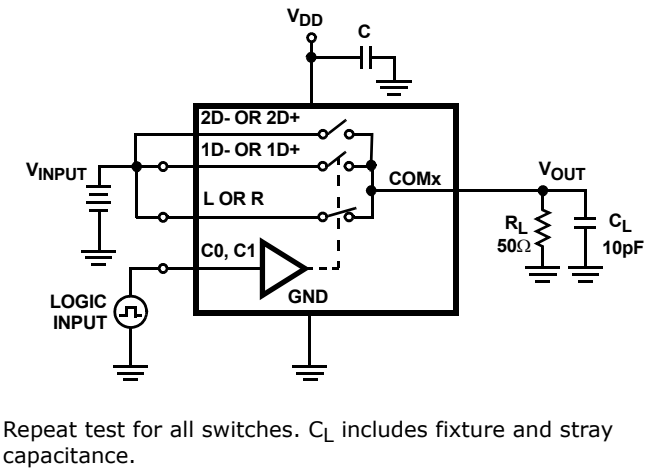 VDD
C
2D- OR 2D+
1D- OR 1D+
VINPUT
COMx
VOUT
L OR R
RL
50Ω
CL
10pF
C0, C1
LOGIC
INPUT
GND
Repeat test for all switches. CL includes fixture and stray
capacitance.